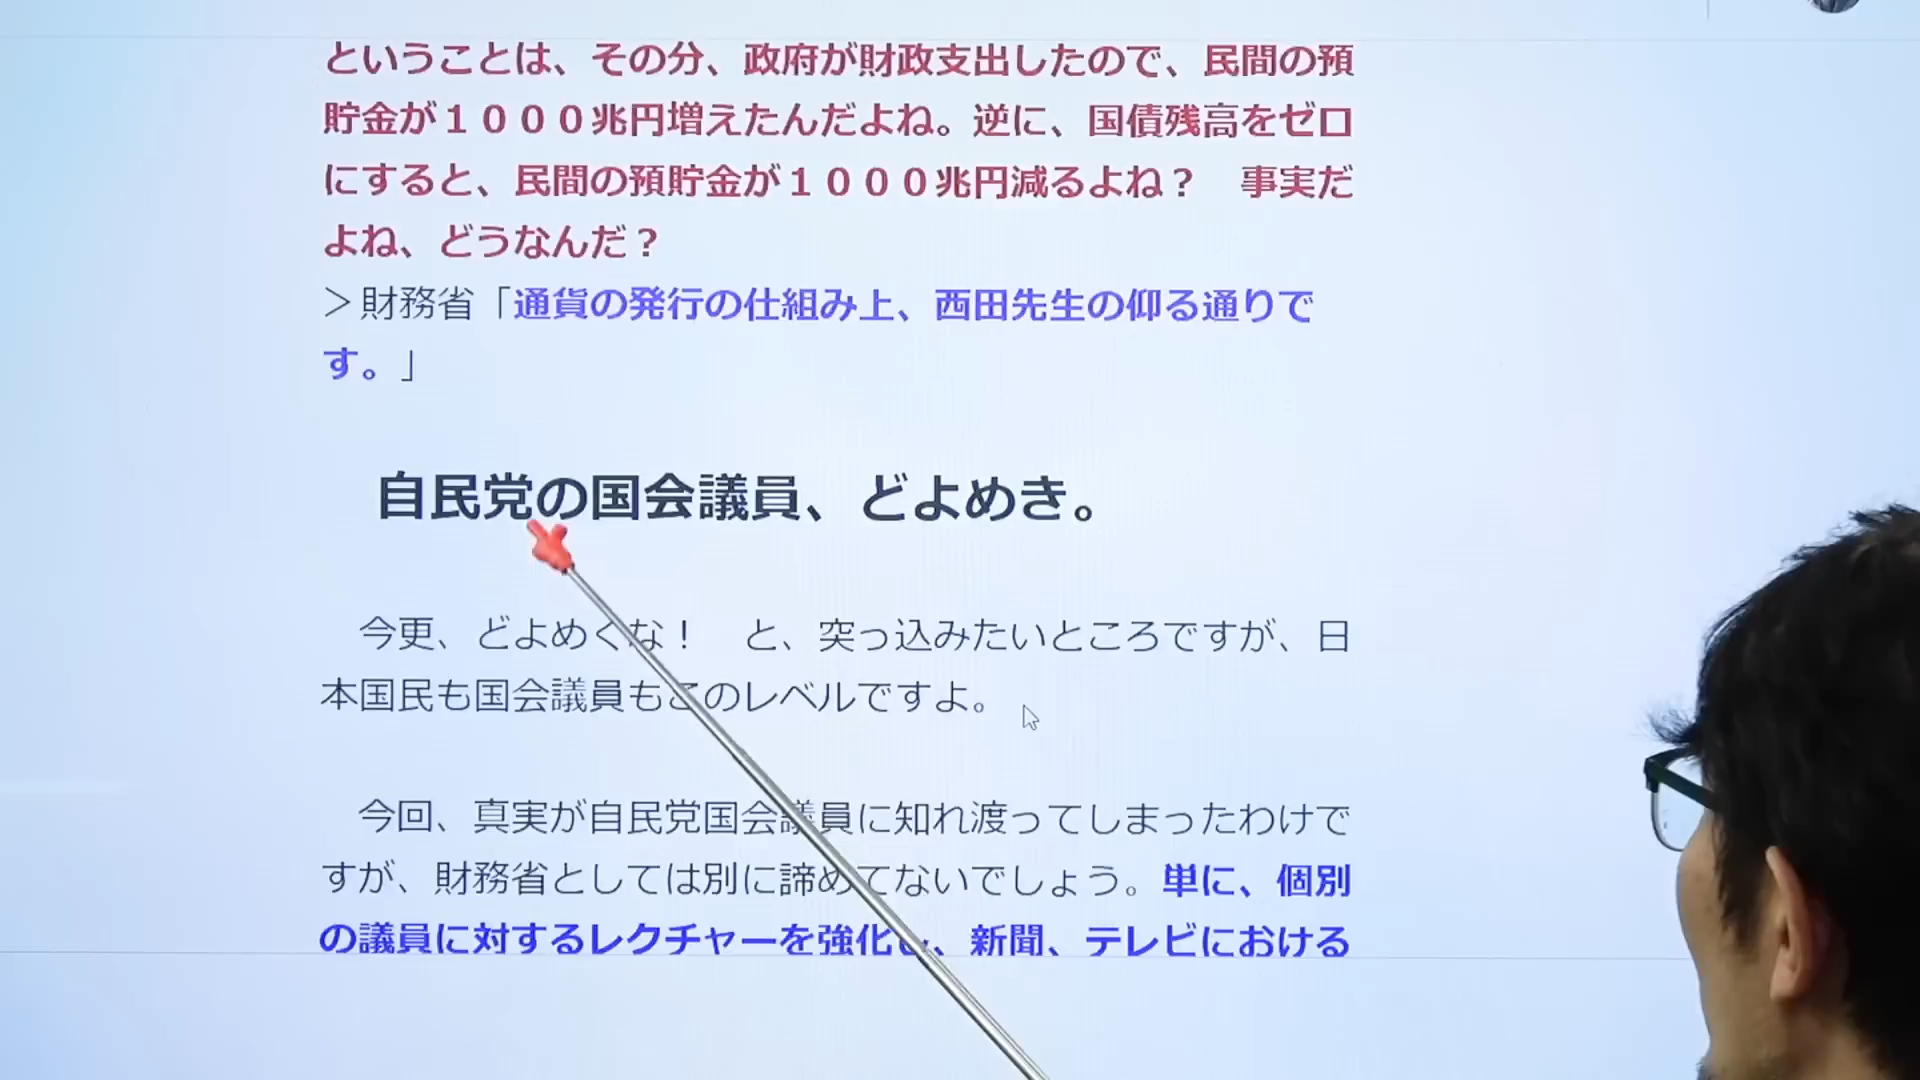 ということは、その分、政府が財政支出したので、民間の預
貯金が１０００兆円増えたんだよね。逆に、国債残高をゼロ
にすると、民間の預貯金が１０００兆円減るよね？　事実だ
よね、どうなんだ？
＞財務省「通貨の発行の仕組み上、西田先生の仰る通りで
す。」
自民党の国会議員、どよめき。
今更、どよめくな！　と、突っ込みたいところですが、日
本国民も国会議員もこのレベルですよ。
今回、真実が自民党国会議員に知れ渡ってしまったわけで
すが、財務省としては別に諦めてないでしょう。単に、個別
の議員に対するレクチャーを強化し、新聞、テレビにおける